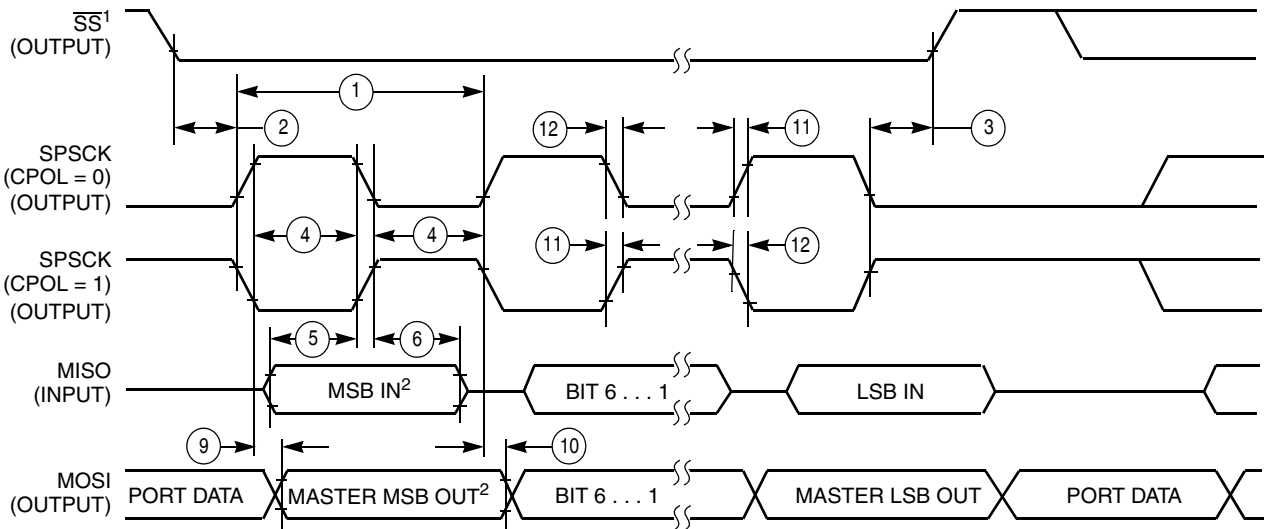 SS¹
(OUTPUT)
1
2
12
11
3
SPSCK
(CPOL = 0)
(OUTPUT)
4
4
11
12
SPSCK
(CPOL = 1)
(OUTPUT)
5
6
MISO
(INPUT)
MSB IN²
BIT 6 . . . 1
LSB IN
9
10
MOSI
(OUTPUT)
PORT DATA
MASTER MSB OUT²
BIT 6 . . . 1
MASTER LSB OUT
PORT DATA